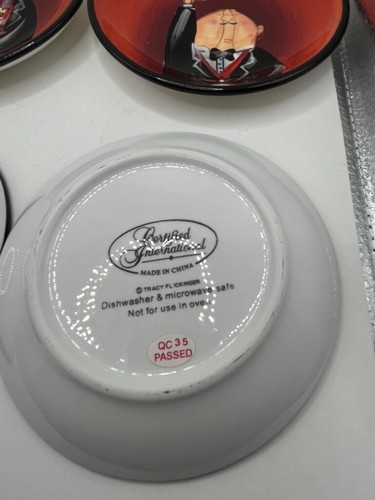 Certified
International
MADE IN CHINA
© TRACY FLICKINGER
Dishwasher & microwave safe
Not for use in oven
QC 35
PASSED